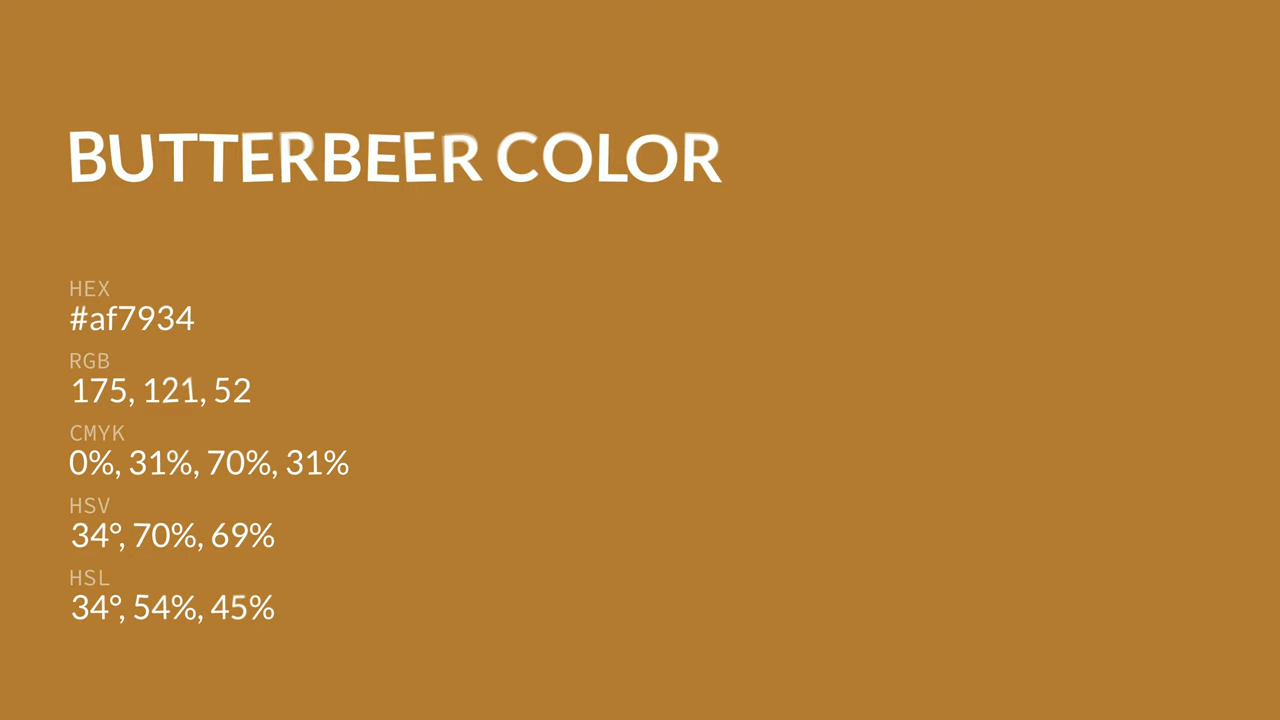 BUTTERBEER COLOR
HEX
#af7934
RGB
175, 121, 52
CMYK
0%, 31%, 70%, 31%
HSV
34°, 70%, 69%
HSL
34°, 54%, 45%